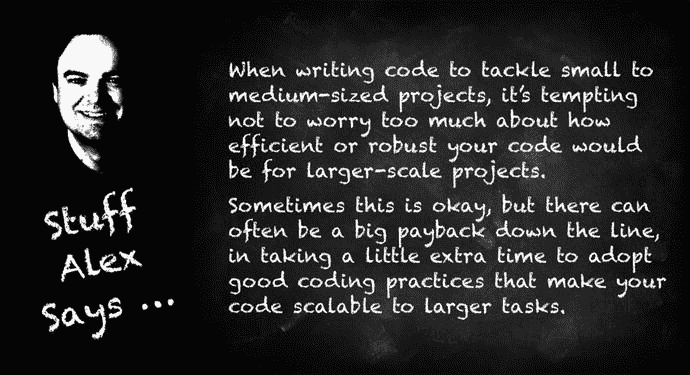 Stuff
Alex
Says ...
When writing code to tackle small to
medium-sized projects, it's tempting
not to worry too much about how
efficient or robust your code would
be for larger-scale projects.
Sometimes this is okay, but there can
often be a big payback down the line,
in taking a little extra time to adopt
good coding practices that make your
code scalable to larger tasks.